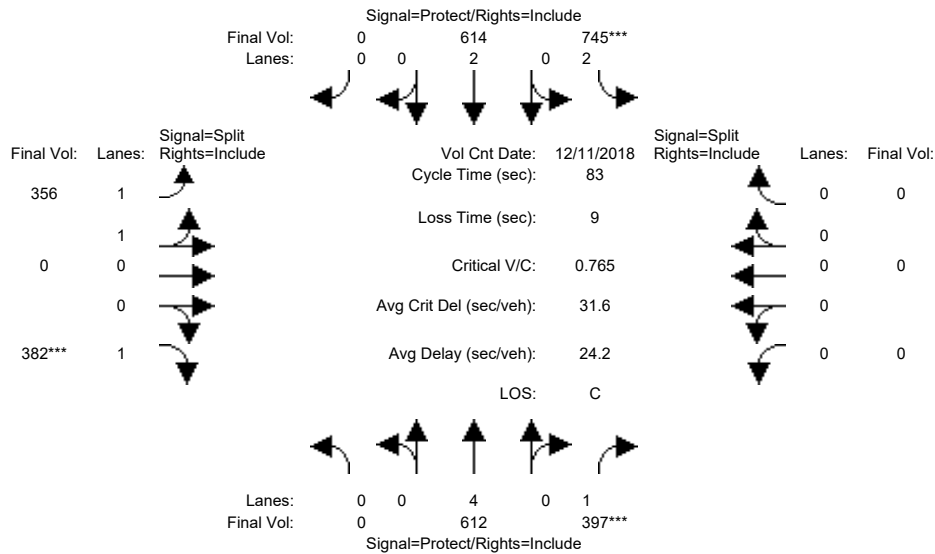 Signal=Protect/Rights=Include
Final Vol: 0 614 745***
Lanes: 0 0 2 0 2
Signal=Split
Final Vol: Lanes: Rights=Include
Vol Cnt Date: 12/11/2018
Signal=Split
Rights=Include Lanes: Final Vol:
Cycle Time (sec): 83
356 1 0 0
Loss Time (sec): 9
1 0
0 0 Critical V/C: 0.765 0 0
0 Avg Crit Del (sec/veh): 31.6 0
382*** 1 Avg Delay (sec/veh): 24.2 0 0
LOS: C
Lanes: 0 0 4 0 1
Final Vol: 0 612 397***
Signal=Protect/Rights=Include